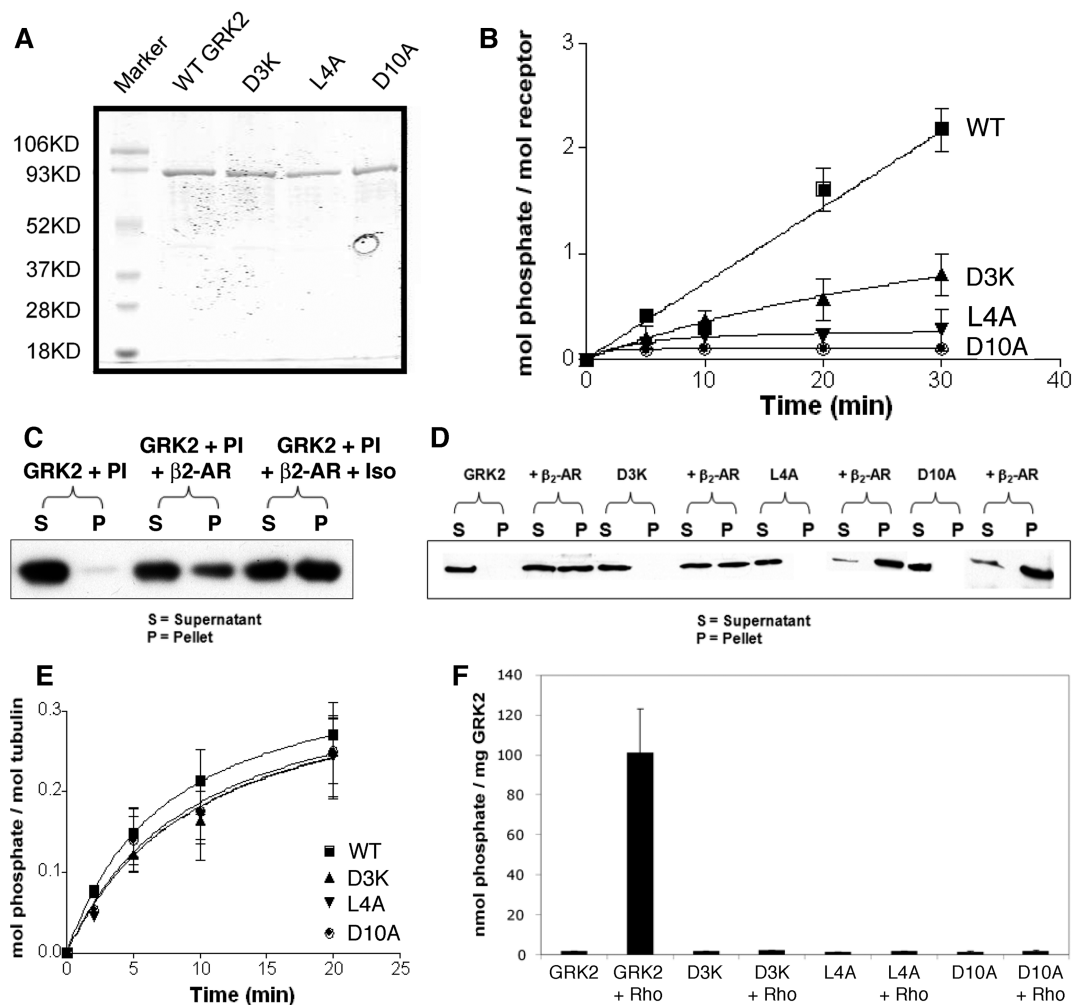 A
Marker
WT GRK2
D3K
L4A
D10A
106KD
93KD
52KD
37KD
28KD
18KD
B
mol phosphate / mol receptor
3
2
1
0
0
10
20
30
40
Time (min)
WT
D3K
L4A
D10A
C
GRK2 + PI
GRK2 + PI
+ β2-AR
GRK2 + PI
+ β2-AR + Iso
S P S P S P
S = Supernatant
P = Pellet
D
GRK2 + β₂-AR D3K + β₂-AR L4A + β₂-AR D10A + β₂-AR
S P S P S P S P S P S P S P S P
S = Supernatant
P = Pellet
E
mol phosphate / mol tubulin
0.3
0.2
0.1
0.0
0 5 10 15 20 25
Time (min)
WT
D3K
L4A
D10A
F
nmol phosphate / mg GRK2
140
120
100
80
60
40
20
0
GRK2
GRK2
+ Rho
D3K
D3K
+ Rho
L4A
L4A
+ Rho
D10A
D10A
+ Rho